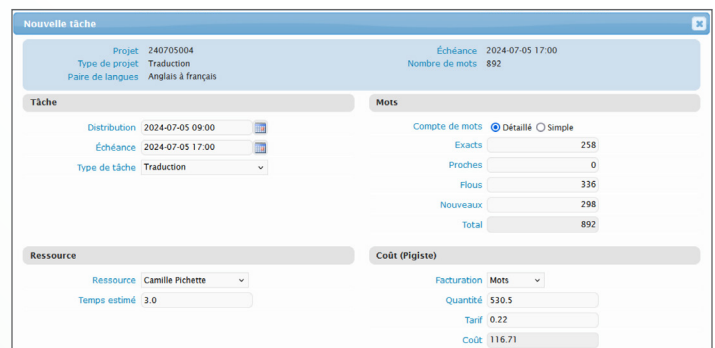 Nouvelle tâche
Projet 240705004
Échéance 2024-07-05 17:00
Type de projet Traduction
Nombre de mots 892
Paire de langues Anglais à français
Tâche
Mots
Distribution 2024-07-05 09:00
Compte de mots Détaillé Simple
Échéance 2024-07-05 17:00
Exacts 258
Type de tâche Traduction
Proches 0
Flous 336
Nouveaux 298
Total 892
Ressource
Coût (Pigiste)
Ressource Camille Pichette
Facturation Mots
Temps estimé 3.0
Quantité 530.5
Tarif 0.22
Coût 116.71